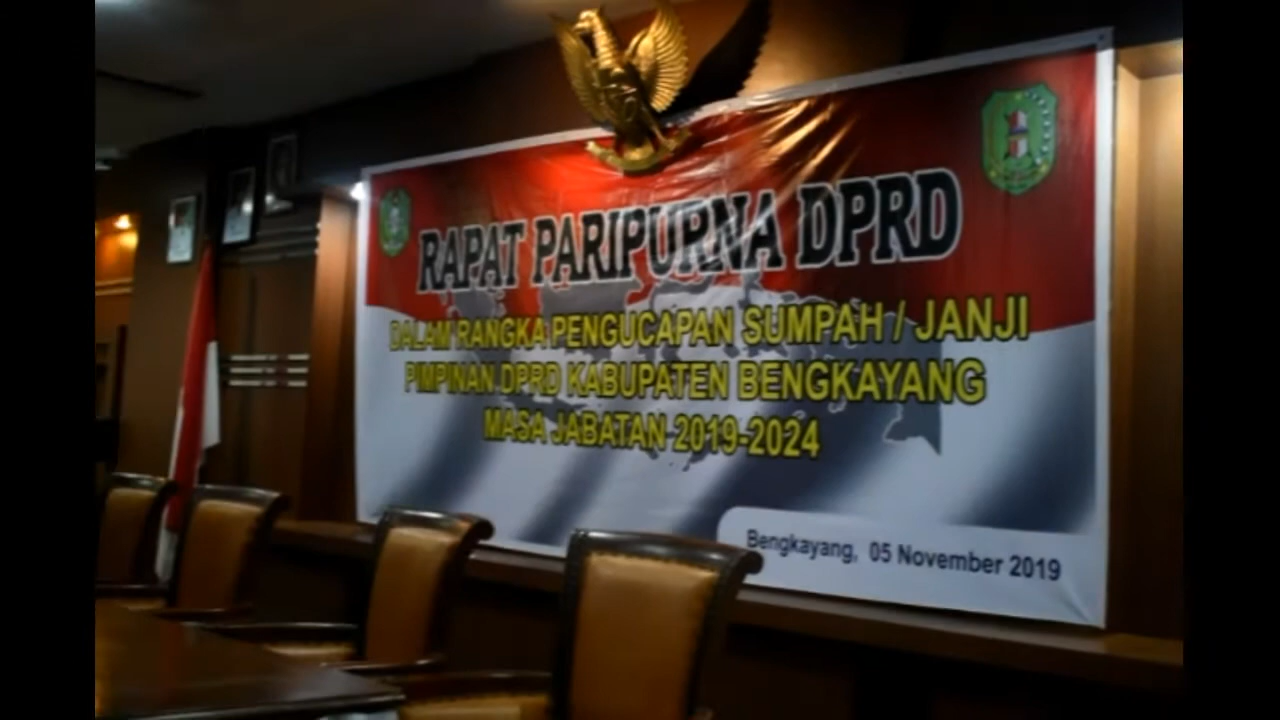 RAPAT PARIPURNA DPRD
DALAM RANGKA PENGUCAPAN SUMPAH / JANJI
PIMPINAN DPRD KABUPATEN BENGKAYANG
MASA JABATAN 2019-2024
Bengkayang, 05 November 2019